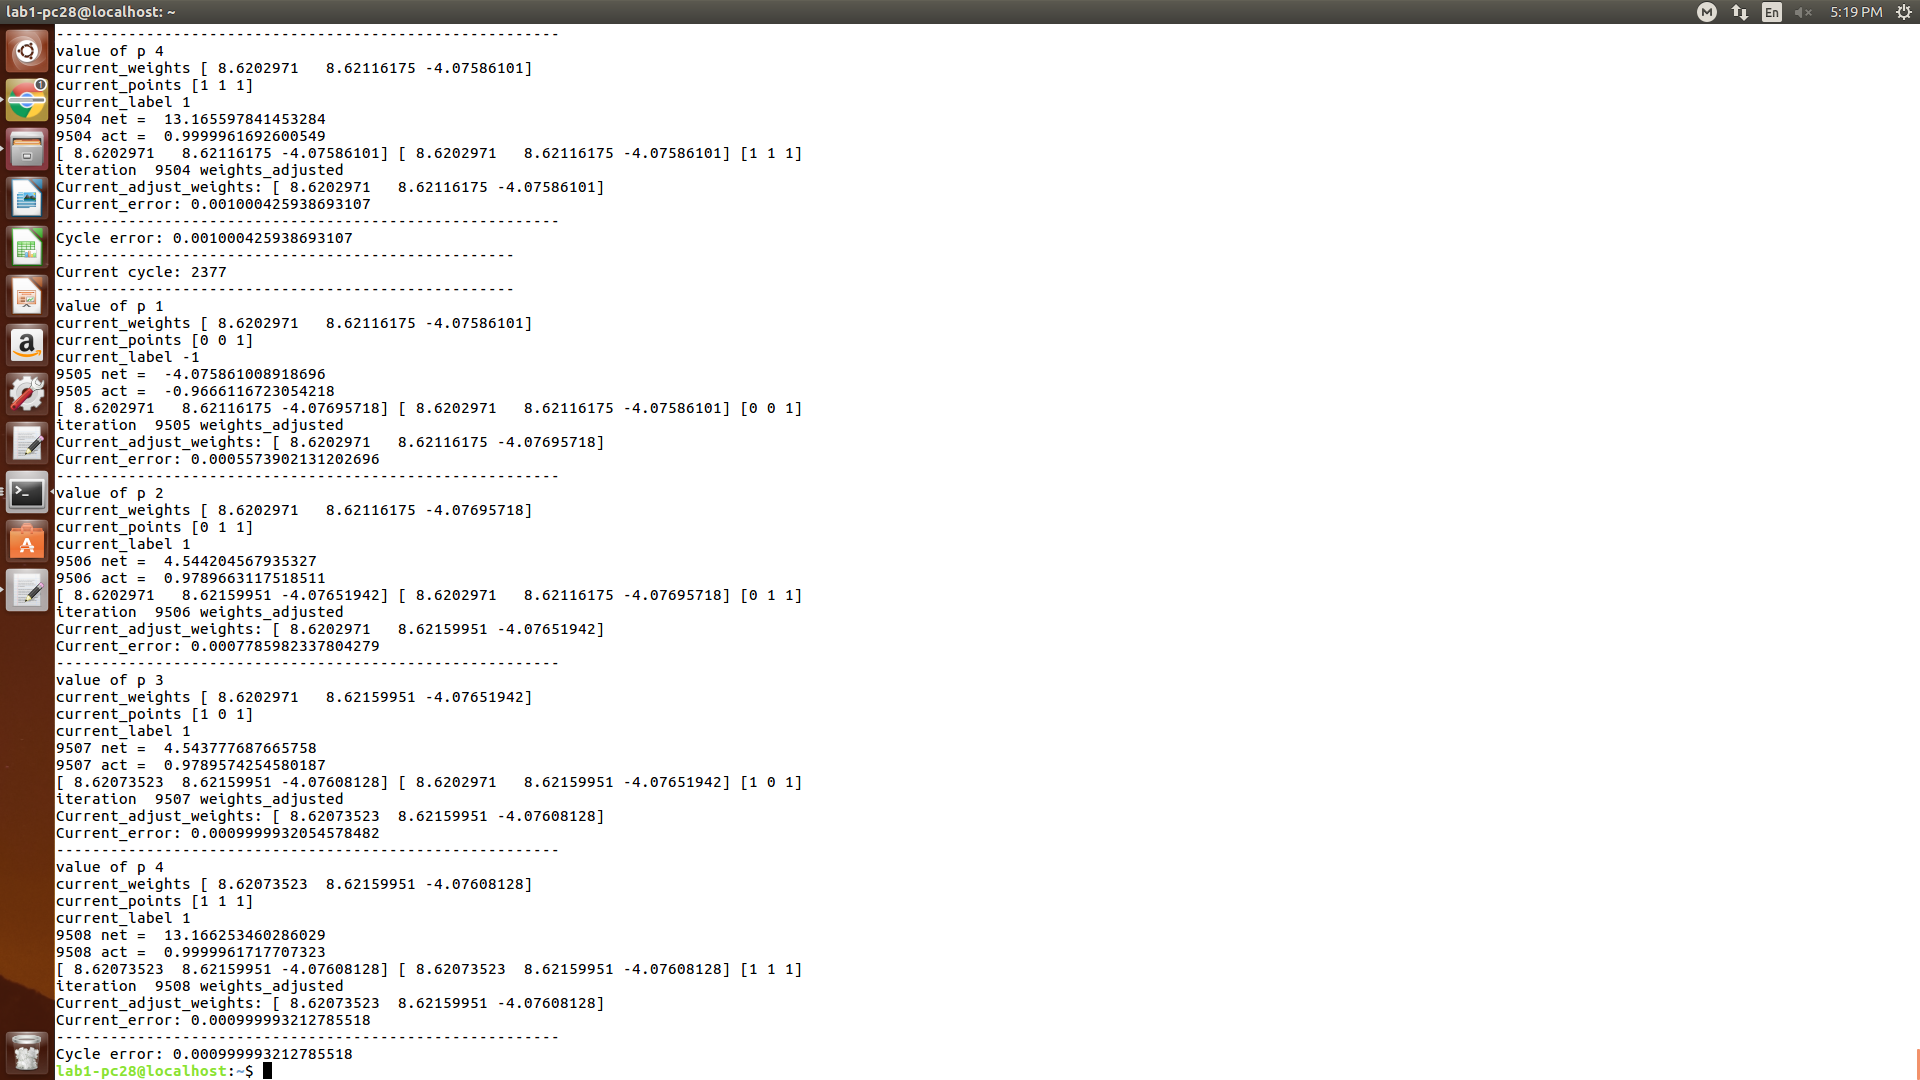 lab1-pc28@localhost: ~
M En 5:19 PM
--------------------------------------------------------
value of p 4
current_weights [ 8.6202971   8.62116175 -4.07586101]
current_points [1 1 1]
current_label 1
9504 net =  13.165597841453284
9504 act =  0.9999961692600549
[ 8.6202971   8.62116175 -4.07586101] [ 8.6202971   8.62116175 -4.07586101] [1 1 1]
iteration  9504 weights_adjusted
Current_adjust_weights: [ 8.6202971   8.62116175 -4.07586101]
Current_error: 0.001000425938693107
--------------------------------------------------------
Cycle error: 0.001000425938693107
---------------------------------------------------
Current cycle: 2377
---------------------------------------------------
value of p 1
current_weights [ 8.6202971   8.62116175 -4.07586101]
current_points [0 0 1]
current_label -1
9505 net =  -4.075861008918696
9505 act =  -0.9666116723054218
[ 8.6202971   8.62116175 -4.07695718] [ 8.6202971   8.62116175 -4.07586101] [0 0 1]
iteration  9505 weights_adjusted
Current_adjust_weights: [ 8.6202971   8.62116175 -4.07695718]
Current_error: 0.0005573902131202696
--------------------------------------------------------
value of p 2
current_weights [ 8.6202971   8.62116175 -4.07695718]
current_points [0 1 1]
current_label 1
9506 net =  4.544204567935327
9506 act =  0.9789663117518511
[ 8.6202971   8.62159951 -4.07651942] [ 8.6202971   8.62116175 -4.07695718] [0 1 1]
iteration  9506 weights_adjusted
Current_adjust_weights: [ 8.6202971   8.62159951 -4.07651942]
Current_error: 0.0007785982337804279
--------------------------------------------------------
value of p 3
current_weights [ 8.6202971   8.62159951 -4.07651942]
current_points [1 0 1]
current_label 1
9507 net =  4.543777687665758
9507 act =  0.9789574254580187
[ 8.62073523  8.62159951 -4.07608128] [ 8.6202971   8.62159951 -4.07651942] [1 0 1]
iteration  9507 weights_adjusted
Current_adjust_weights: [ 8.62073523  8.62159951 -4.07608128]
Current_error: 0.0009999932054578482
--------------------------------------------------------
value of p 4
current_weights [ 8.62073523  8.62159951 -4.07608128]
current_points [1 1 1]
current_label 1
9508 net =  13.166253460286029
9508 act =  0.9999961717707323
[ 8.62073523  8.62159951 -4.07608128] [ 8.62073523  8.62159951 -4.07608128] [1 1 1]
iteration  9508 weights_adjusted
Current_adjust_weights: [ 8.62073523  8.62159951 -4.07608128]
Current_error: 0.000999993212785518
--------------------------------------------------------
Cycle error: 0.000999993212785518
lab1-pc28@localhost:~$